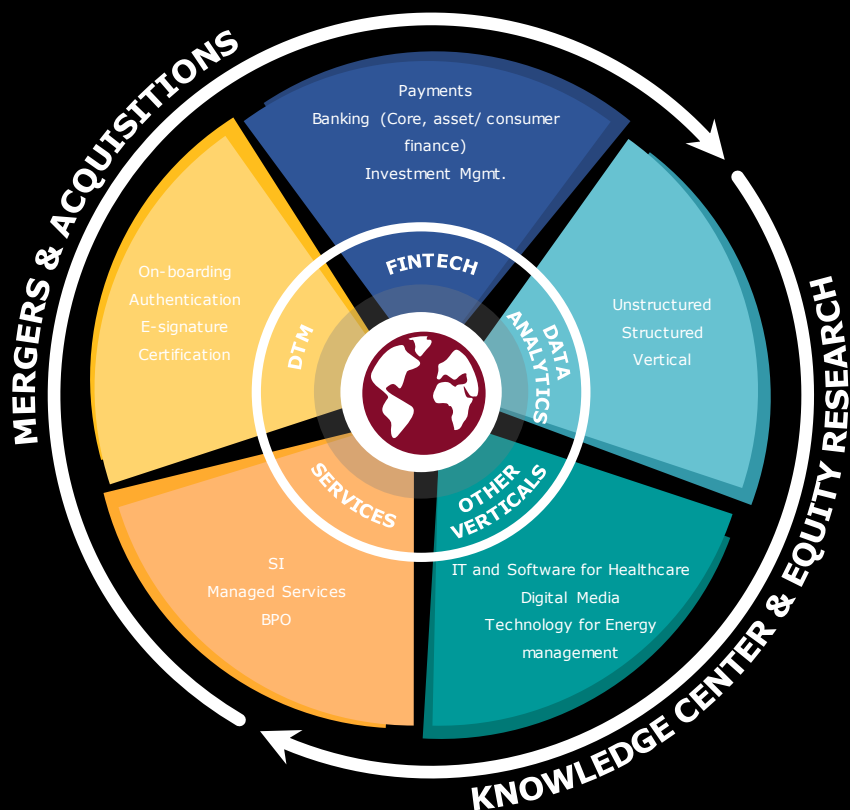 MERGERS & ACQUISITIONS
Payments
Banking (Core, asset/ consumer
finance)
Investment Mgmt.
FINTECH
On-boarding
Authentication
E-signature
Certification
DTM
DATA
ANALYTICS
Unstructured
Structured
Vertical
SERVICES
SI
Managed Services
BPO
OTHER
VERTICALS
IT and Software for Healthcare
Digital Media
Technology for Energy
management
KNOWLEDGE CENTER & EQUITY RESEARCH